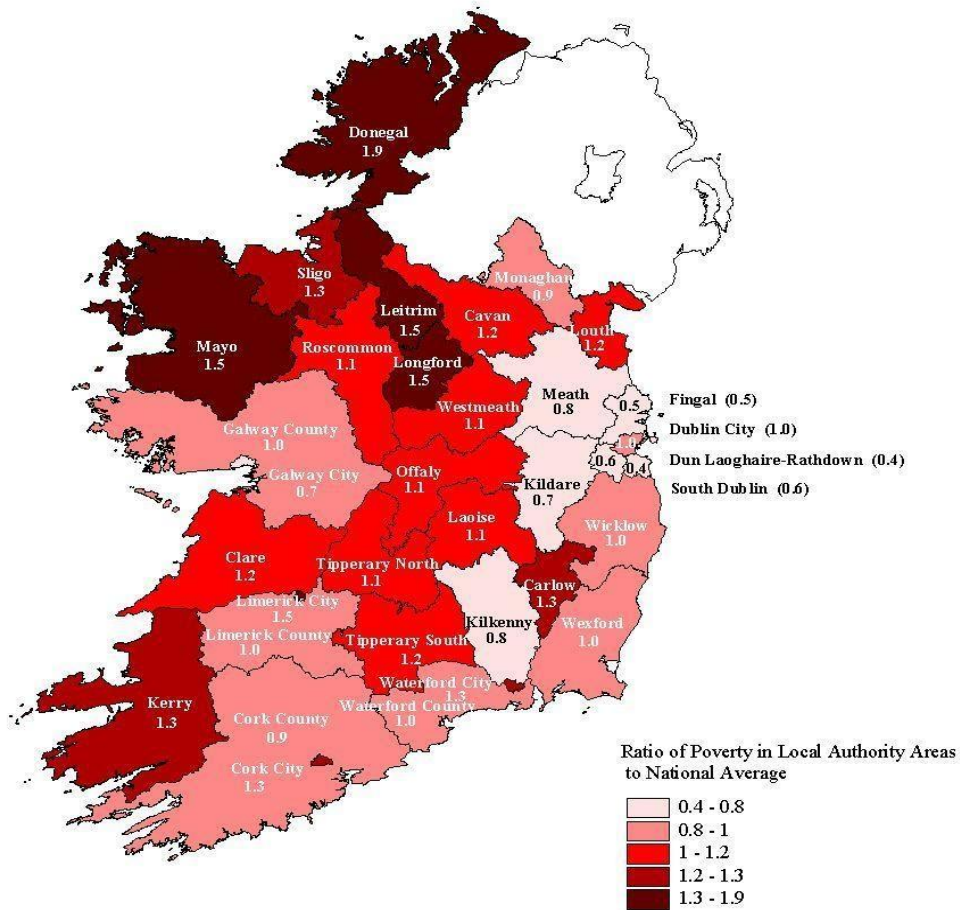 Donegal
1.9
Sligo
1.3
Monaghan
0.9
Leitrim
1.5
Cavan
1.2
Louth
1.2
Mayo
1.5
Roscommon
1.1
Longford
1.5
Meath
0.8
0.5
Fingal (0.5)
Westmeath
1.1
Galway County
1.0
Dublin City (1.0)
1.0
0.6
0.4
Dun Laoghaire-Rathdown (0.4)
Galway City
0.7
Offaly
1.1
Kildare
0.7
South Dublin (0.6)
Laoise
1.1
Wicklow
1.0
Clare
1.2
Tipperary North
1.1
Carlow
1.3
Limerick City
1.5
Limerick County
1.0
Kilkenny
0.8
Wexford
1.0
Tipperary South
1.2
Waterford City
1.3
Kerry
1.3
Waterford County
1.0
Cork County
0.9
Cork City
1.3
Ratio of Poverty in Local Authority Areas
to National Average
0.4 - 0.8
0.8 - 1
1 - 1.2
1.2 - 1.3
1.3 - 1.9